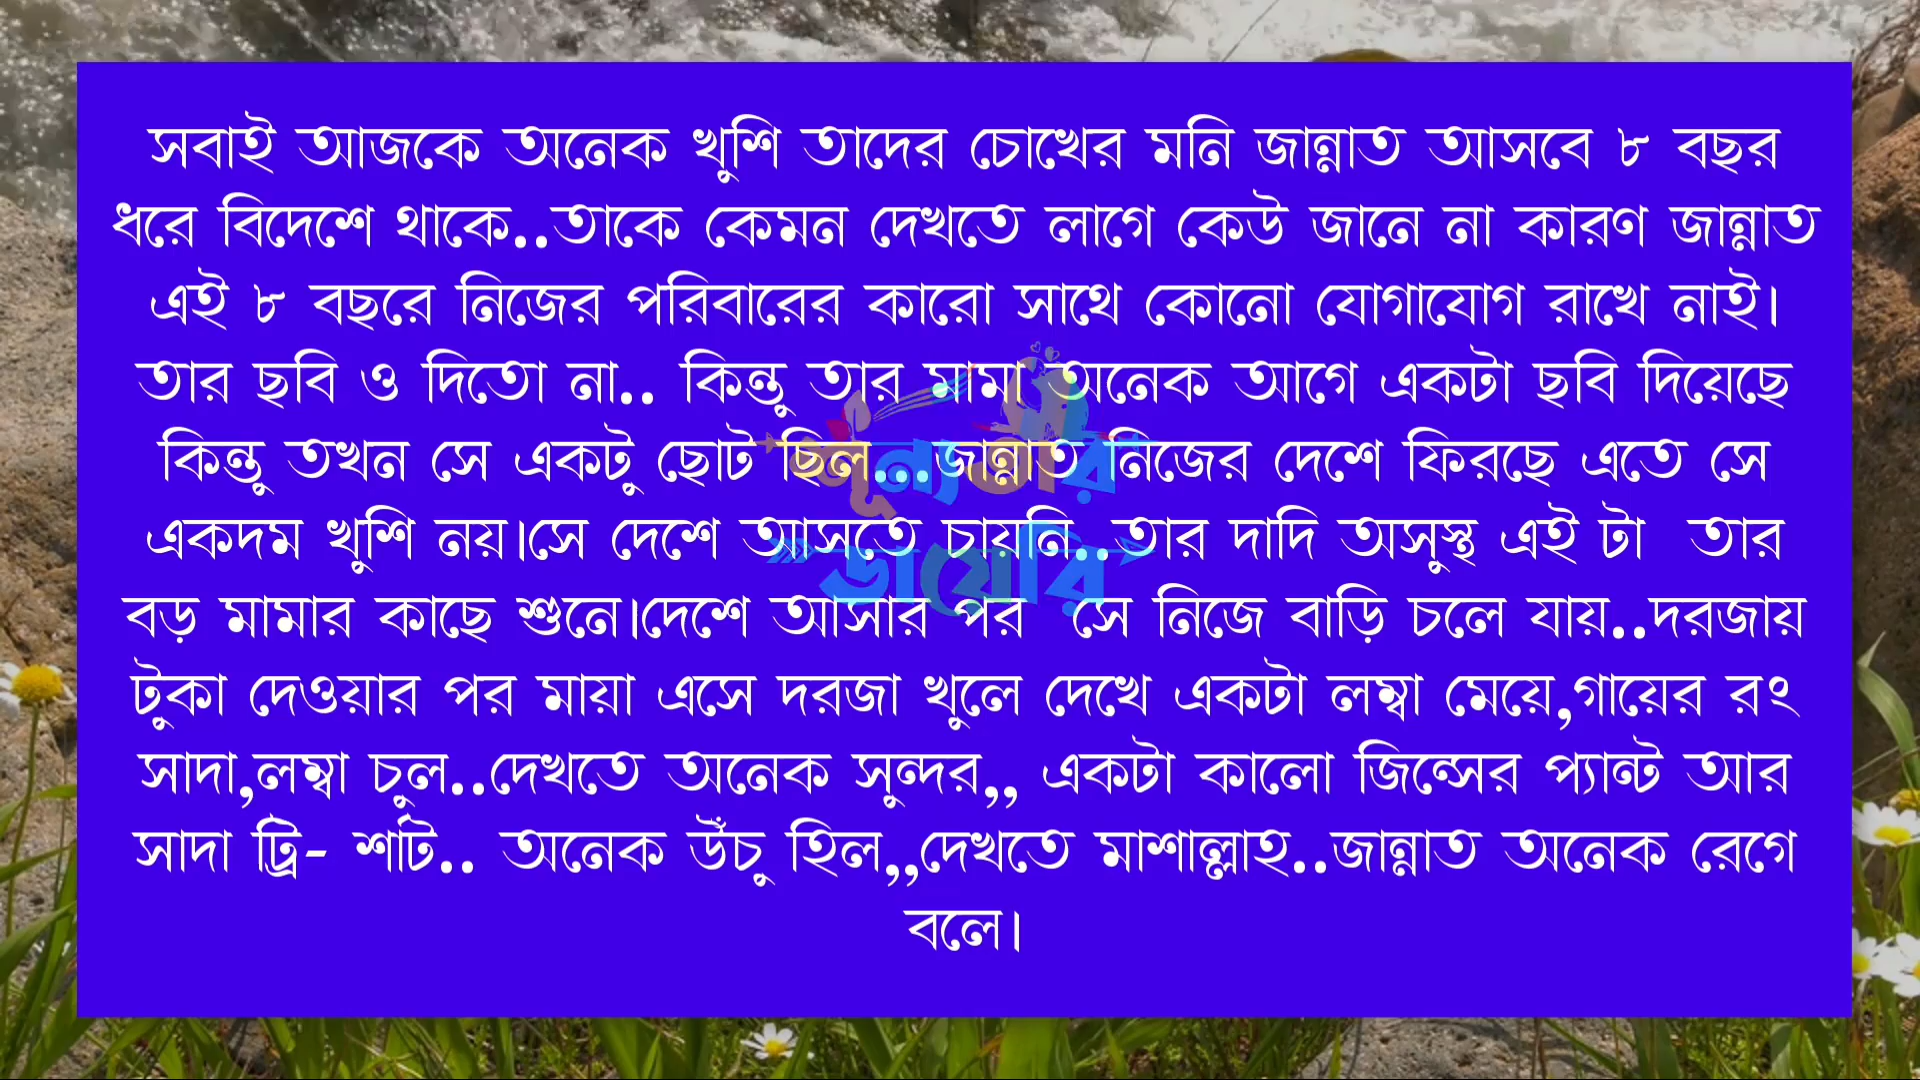 সবাই আজকে অনেক খুশি তাদের চোখের মনি জান্নাত আসবে ৮ বছর
ধরে বিদেশে থাকে..তাকে কেমন দেখতে লাগে কেউ জানে না কারণ জান্নাত
এই ৮ বছরে নিজের পরিবারের কারো সাথে কোনো যোগাযোগ রাখে নাই।
তার ছবি ও দিতো না.. কিন্তু তার মামা অনেক আগে একটা ছবি দিয়েছে
কিন্তু তখন সে একটু ছোট ছিল...জান্নাত নিজের দেশে ফিরছে এতে সে
একদম খুশি নয়।সে দেশে আসতে চায়নি..তার দাদি অসুস্থ এই টা তার
বড় মামার কাছে শুনে।দেশে আসার পর সে নিজে বাড়ি চলে যায়..দরজায়
টুকা দেওয়ার পর মায়া এসে দরজা খুলে দেখে একটা লম্বা মেয়ে,গায়ের রং
সাদা,লম্বা চুল..দেখতে অনেক সুন্দর,, একটা কালো জিন্সের প্যান্ট আর
সাদা ট্রি- শার্ট.. অনেক উঁচু হিল,,দেখতে মাশাল্লাহ..জান্নাত অনেক রেগে
বলে।
শূন্যতার
ডায়েরি